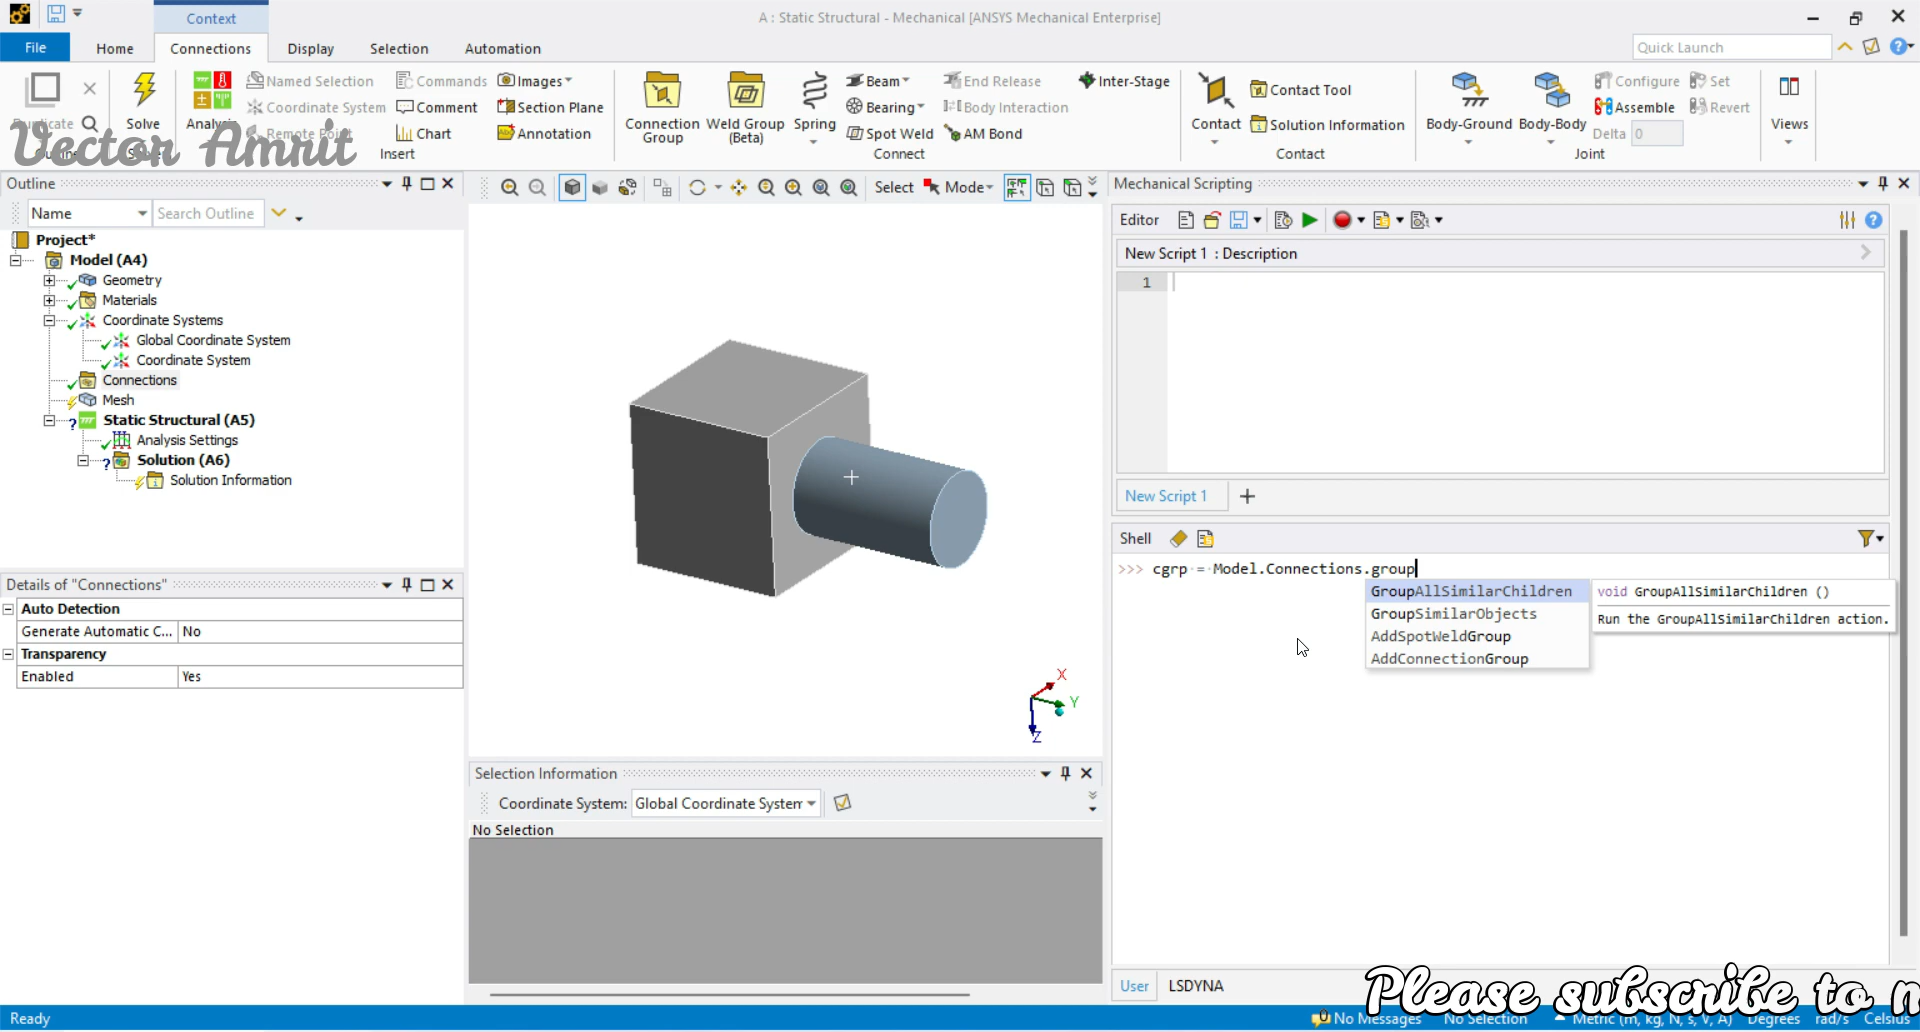 Context
A : Static Structural - Mechanical [ANSYS Mechanical Enterprise]
File Home Connections Display Selection Automation
Quick Launch
Duplicate
Outline
Solve
Analysis
Named Selection
Coordinate System
Remote Point
Commands
Comment
Chart
Images
Section Plane
Annotation
Insert
Connection Group
Weld Group (Beta)
Spring
Beam
Bearing
Spot Weld
End Release
Body Interaction
AM Bond
Inter-Stage
Connect
Contact
Contact Tool
Solution Information
Contact
Body-Ground
Body-Body
Configure
Assemble
Delta 0
Set
Revert
Joint
Views
Vector Amrit
Outline
Name
Search Outline
Project*
Model (A4)
Geometry
Materials
Coordinate Systems
Global Coordinate System
Coordinate System
Connections
Mesh
Static Structural (A5)
Analysis Settings
Solution (A6)
Solution Information
Details of "Connections"
Auto Detection
Generate Automatic C... No
Transparency
Enabled Yes
Select Mode
X
Y
Z
Selection Information
Coordinate System: Global Coordinate System
No Selection
Mechanical Scripting
Editor
New Script 1 : Description
1
New Script 1 +
Shell
>>> cgrp = Model.Connections.group
GroupAllSimilarChildren
GroupSimilarObjects
AddSpotWeldGroup
AddConnectionGroup
void GroupAllSimilarChildren ()
Run the GroupAllSimilarChildren action.
User LSDYNA
Please subscribe to m
Ready
No Messages No Selection Metric (m, kg, N, s, V, A) Degrees rad/s Celsius